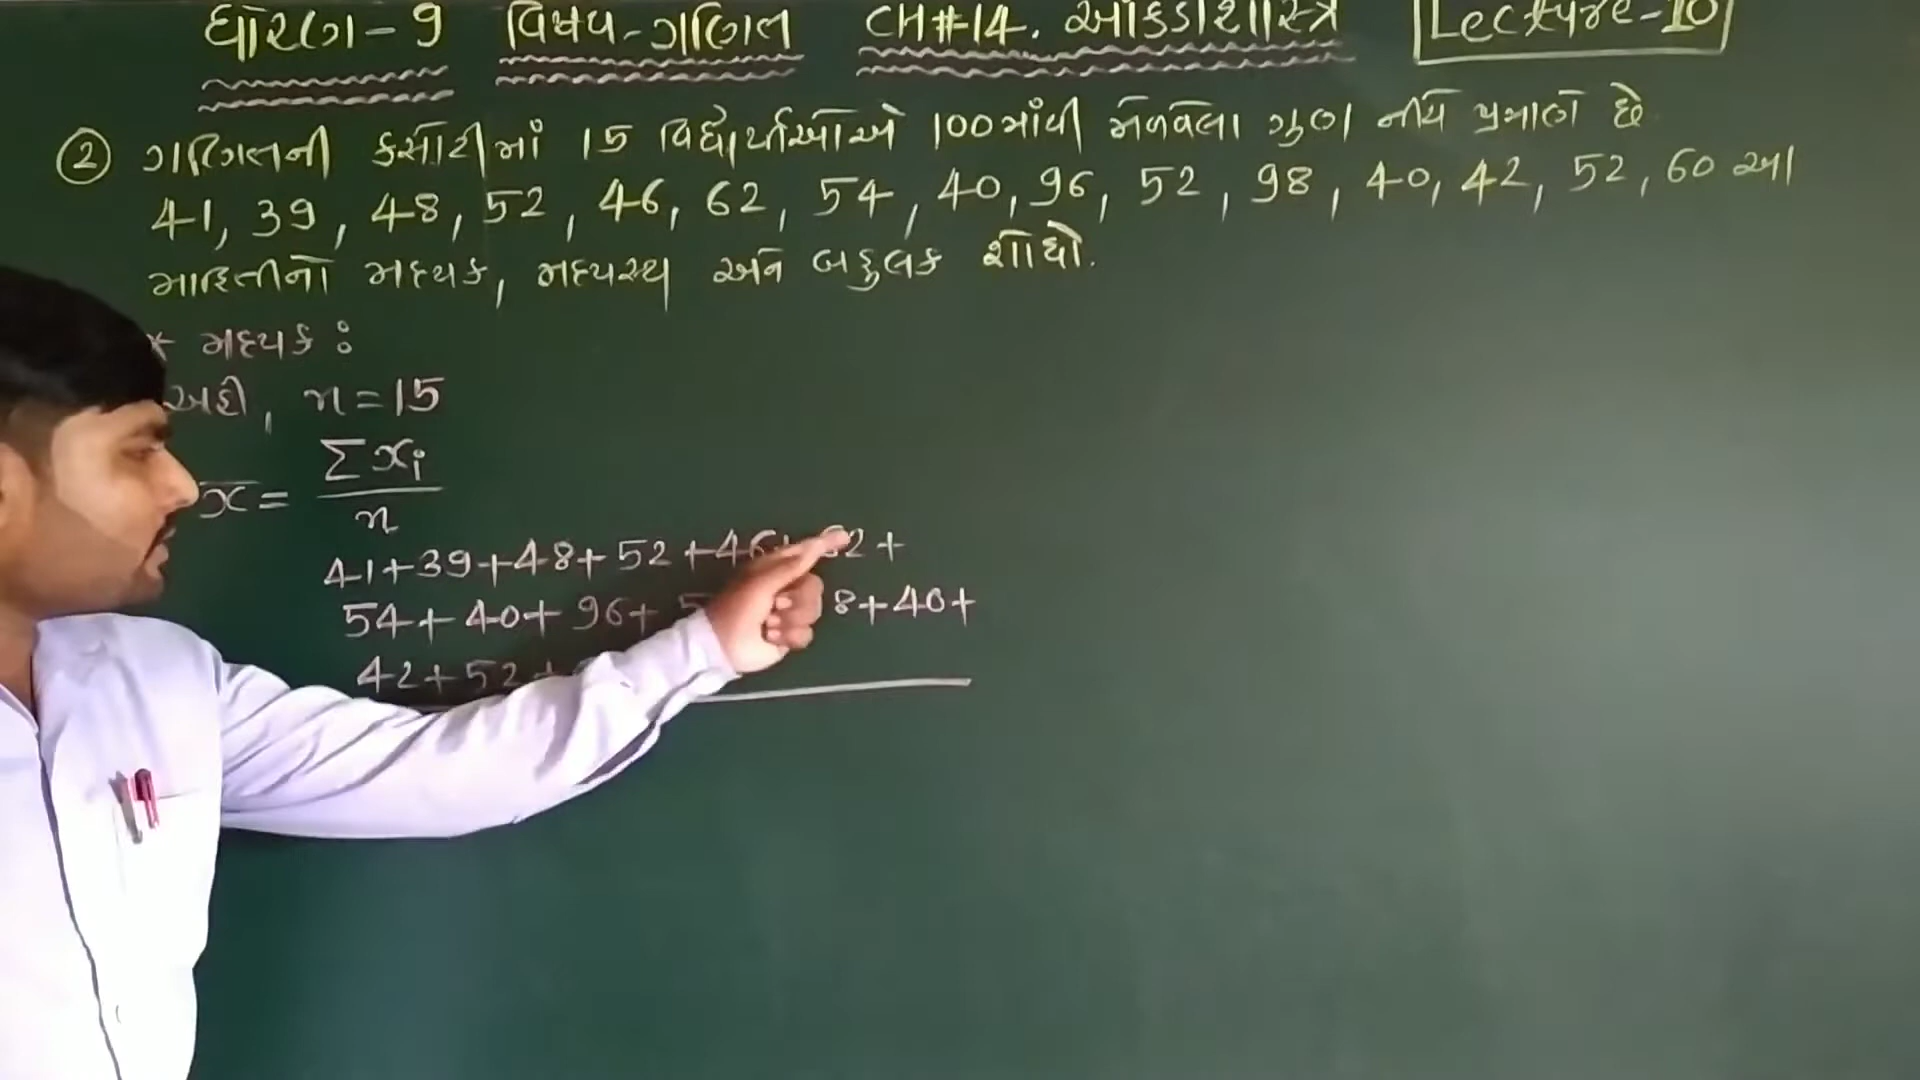 ધોરણ-9 વિષય-ગણિત CH#14. આંકડાશાસ્ત્ર Lecture-10
② ગણિતની કસોટીમાં 15 વિદ્યાર્થીઓએ 100માંથી મેળવેલા ગુણ નીચે પ્રમાણે છે
41, 39, 48, 52, 46, 62, 54, 40, 96, 52, 98, 40, 42, 52, 60 આ
માહિતીનો મધ્યક, મધ્યસ્થ અને બહુલક શોધો.
* મધ્યક :
અહીં, n=15
x̄ = Σxi / n
41+39+48+52+46+62+
54+40+96+ 8+40+
42+52+